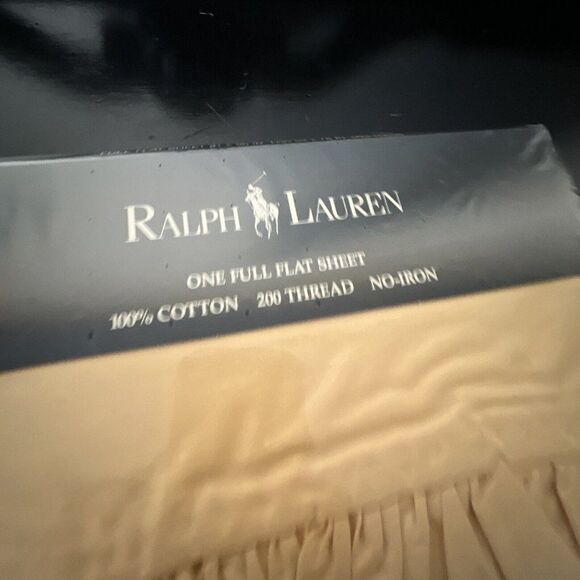 RALPH LAUREN
ONE FULL FLAT SHEET
100% COTTON 200 THREAD NO-IRON